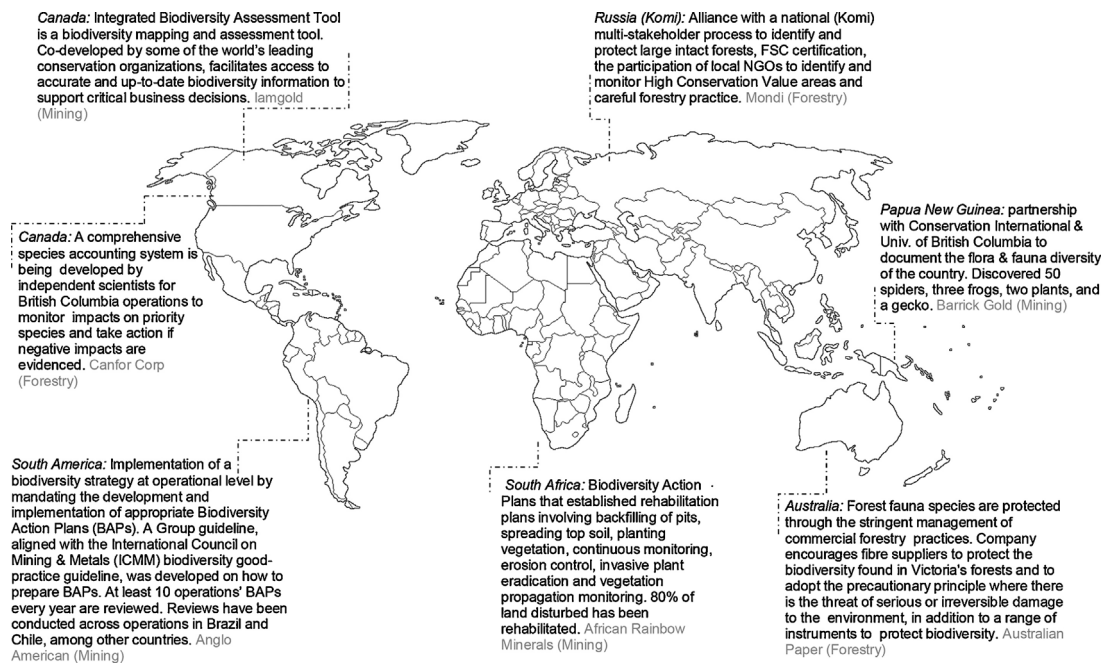 Canada: Integrated Biodiversity Assessment Tool
is a biodiversity mapping and assessment tool.
Co-developed by some of the world's leading
conservation organizations, facilitates access to
accurate and up-to-date biodiversity information to
support critical business decisions. Iamgold
(Mining)
Russia (Komi): Alliance with a national (Komi)
multi-stakeholder process to identify and
protect large intact forests, FSC certification,
the participation of local NGOs to identify and
monitor High Conservation Value areas and
careful forestry practice. Mondi (Forestry)
Canada: A comprehensive
species accounting system is
being developed by
independent scientists for
British Columbia operations to
monitor impacts on priority
species and take action if
negative impacts are
evidenced. Canfor Corp
(Forestry)
Papua New Guinea: partnership
with Conservation International &
Univ. of British Columbia to
document the flora & fauna diversity
of the country. Discovered 50
spiders, three frogs, two plants, and
a gecko. Barrick Gold (Mining)
South America: Implementation of a
biodiversity strategy at operational level by
mandating the development and
implementation of appropriate Biodiversity
Action Plans (BAPs). A Group guideline,
aligned with the International Council on
Mining & Metals (ICMM) biodiversity good-
practice guideline, was developed on how to
prepare BAPs. At least 10 operations' BAPs
every year are reviewed. Reviews have been
conducted across operations in Brazil and
Chile, among other countries. Anglo
American (Mining)
South Africa: Biodiversity Action
Plans that established rehabilitation
plans involving backfilling of pits,
spreading top soil, planting
vegetation, continuous monitoring,
erosion control, invasive plant
eradication and vegetation
propagation monitoring. 80% of
land disturbed has been
rehabilitated. African Rainbow
Minerals (Mining)
Australia: Forest fauna species are protected
through the stringent management of
commercial forestry practices. Company
encourages fibre suppliers to protect the
biodiversity found in Victoria's forests and to
adopt the precautionary principle where there
is the threat of serious or irreversible damage
to the environment, in addition to a range of
instruments to protect biodiversity. Australian
Paper (Forestry)